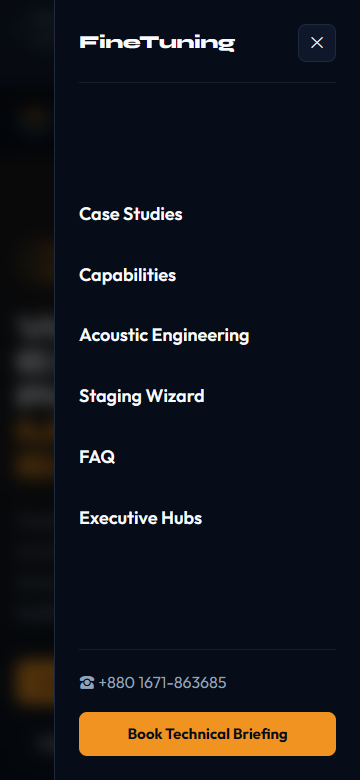 FineTuning
Case Studies
Capabilities
Acoustic Engineering
Staging Wizard
FAQ
Executive Hubs
☎ +880 1671-863685
Book Technical Briefing